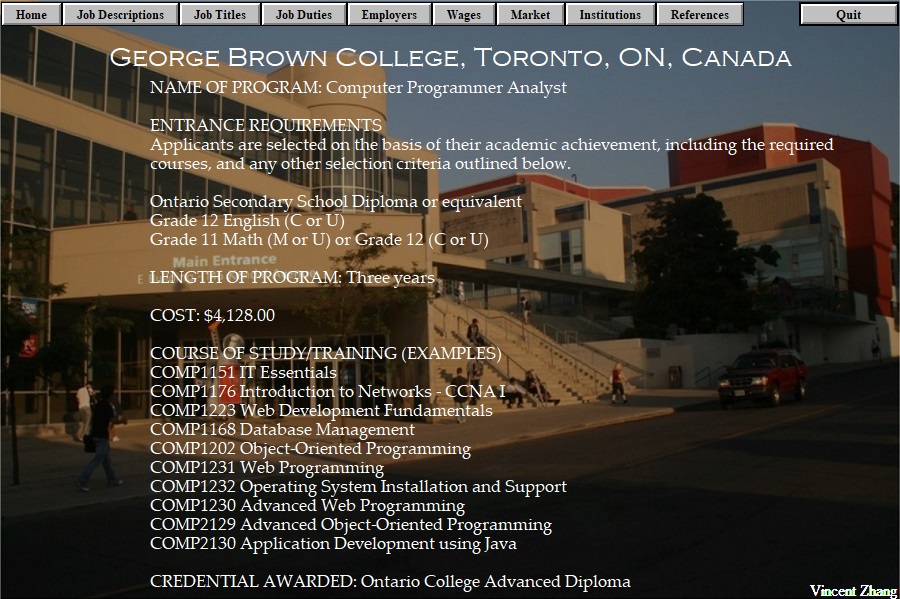 Home
Job Descriptions
Job Titles
Job Duties
Employers
Wages
Market
Institutions
References
Quit
George Brown College, Toronto, ON, Canada
NAME OF PROGRAM: Computer Programmer Analyst
ENTRANCE REQUIREMENTS
Applicants are selected on the basis of their academic achievement, including the required
courses, and any other selection criteria outlined below.
Ontario Secondary School Diploma or equivalent
Grade 12 English (C or U)
Grade 11 Math (M or U) or Grade 12 (C or U)
Main Entrance
LENGTH OF PROGRAM: Three years
COST: $4,128.00
COURSE OF STUDY/TRAINING (EXAMPLES)
COMP1151 IT Essentials
COMP1176 Introduction to Networks - CCNA I
COMP1223 Web Development Fundamentals
COMP1168 Database Management
COMP1202 Object-Oriented Programming
COMP1231 Web Programming
COMP1232 Operating System Installation and Support
COMP1230 Advanced Web Programming
COMP2129 Advanced Object-Oriented Programming
COMP2130 Application Development using Java
CREDENTIAL AWARDED: Ontario College Advanced Diploma
Vincent Zhang